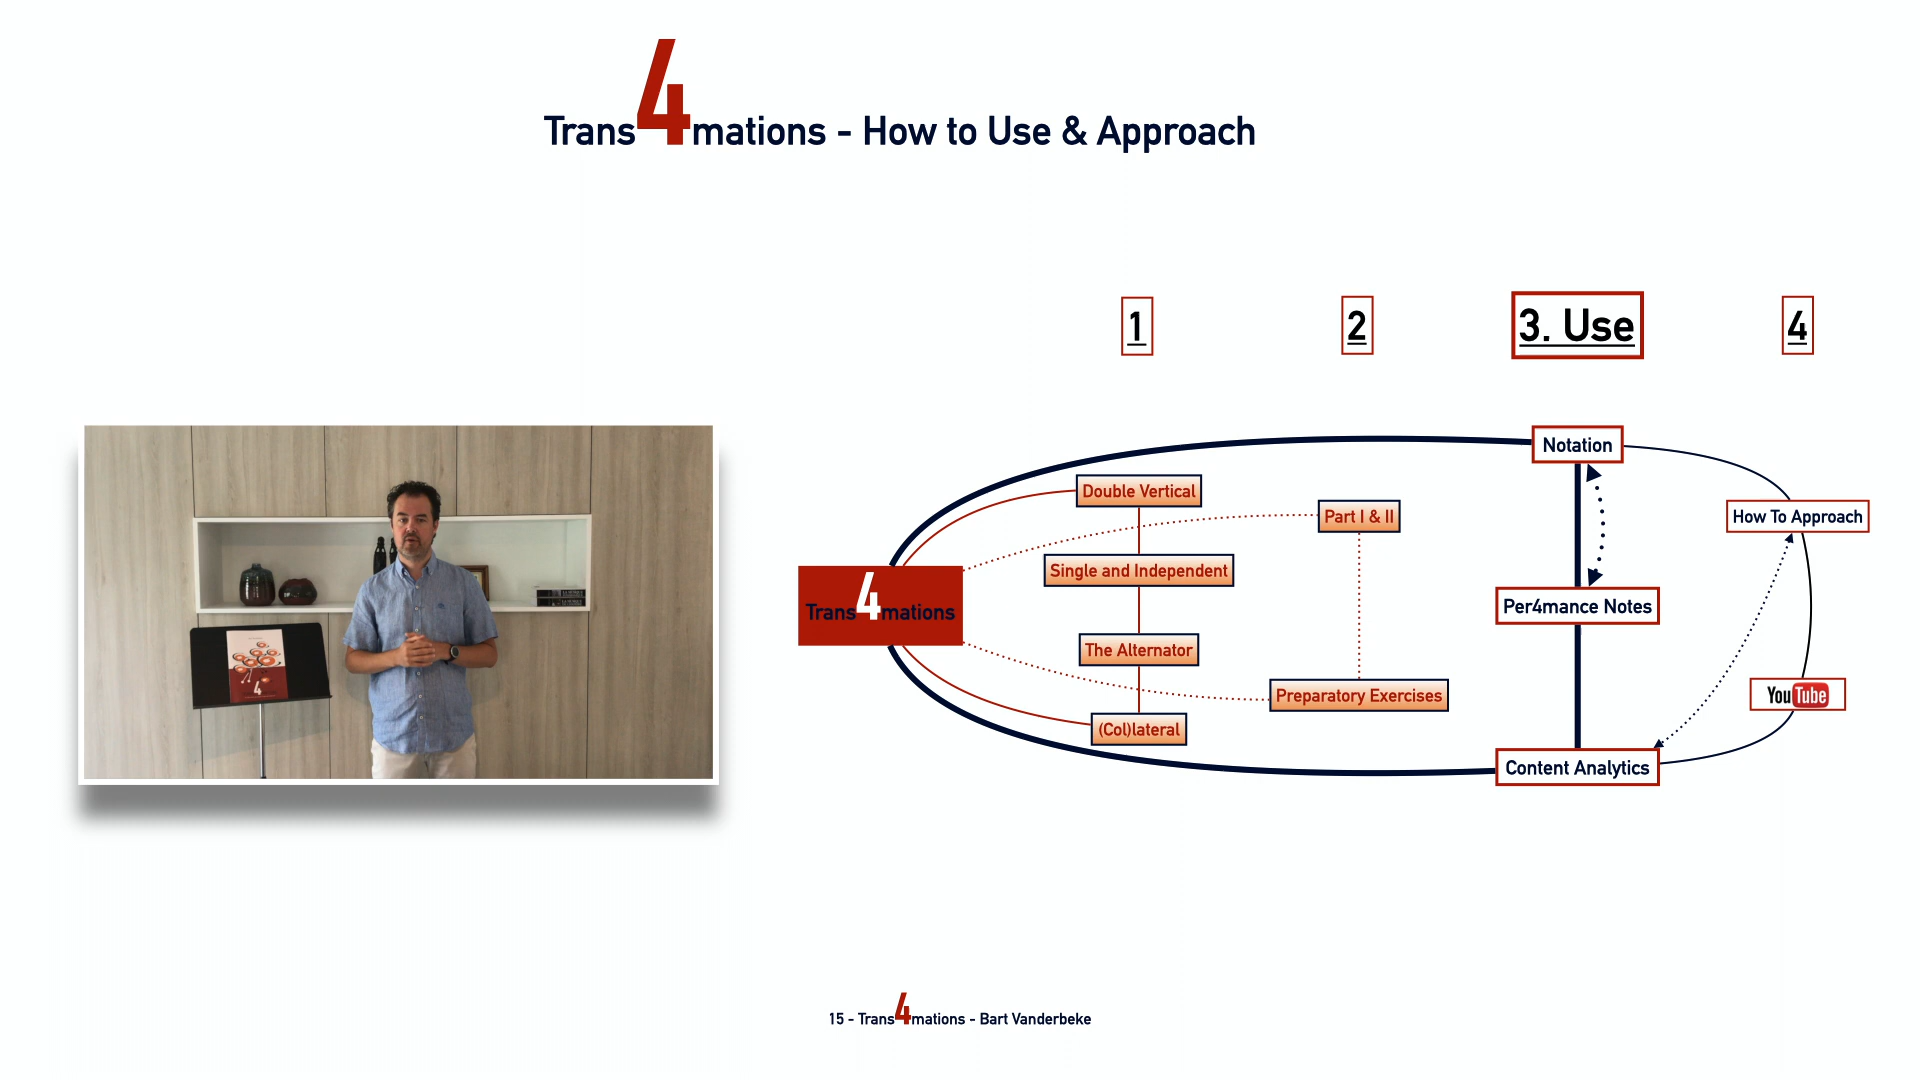 Trans4mations - How to Use & Approach
1
2
3. Use
4
Notation
Double Vertical
Part I & II
How To Approach
Single and Independent
Trans4mations
Per4mance Notes
The Alternator
Preparatory Exercises
YouTube
(Col)lateral
Content Analytics
4
15 - Trans4mations - Bart Vanderbeke